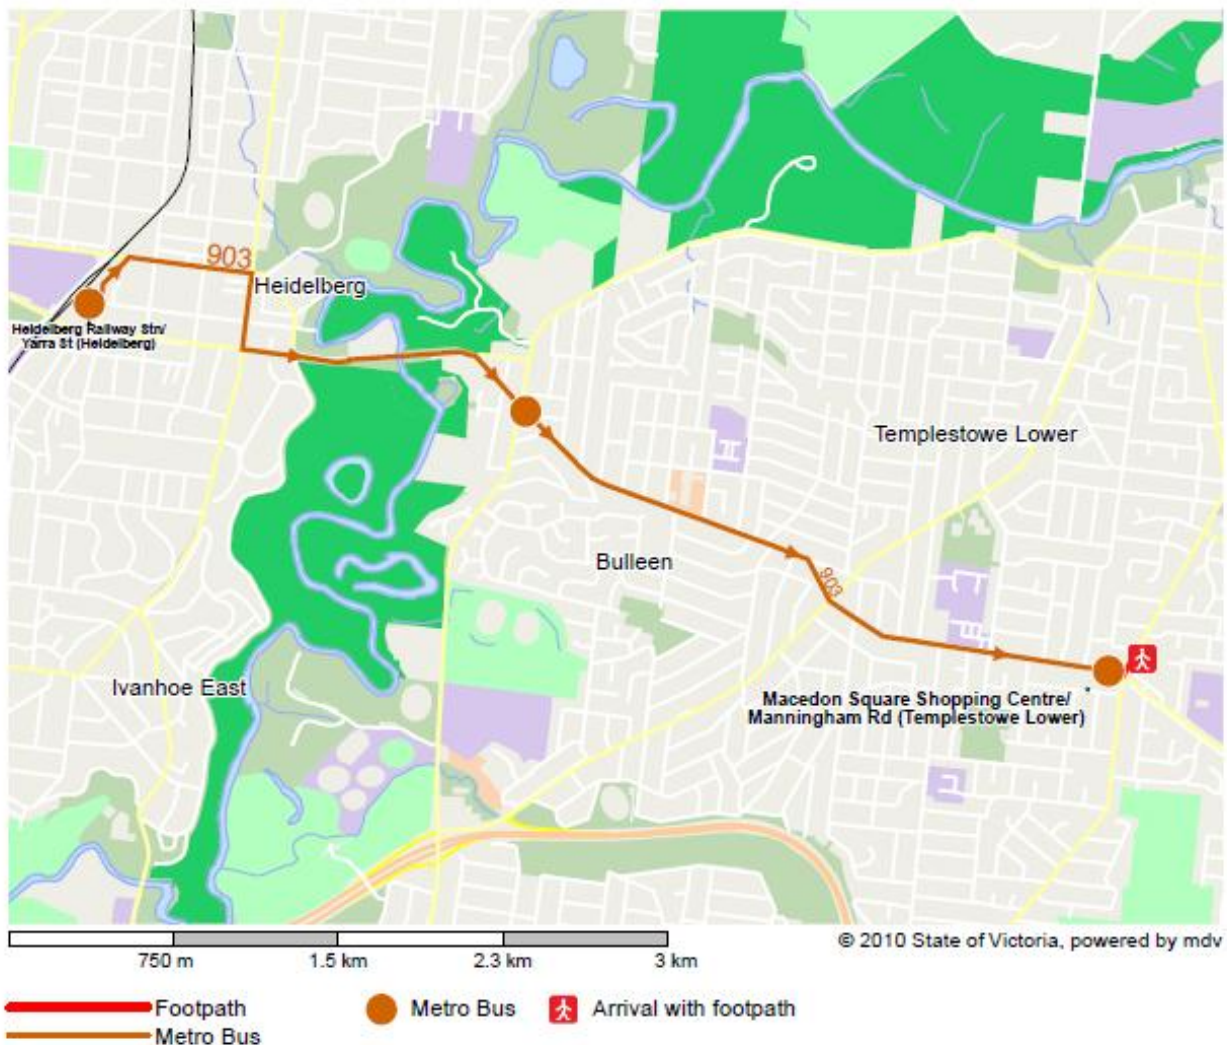 903
Heidelberg
Heidelberg Railway Stn/
Yarra St (Heidelberg)
Templestowe Lower
Bulleen
903
Ivanhoe East
Macedon Square Shopping Centre/
Manningham Rd (Templestowe Lower)
© 2010 State of Victoria, powered by mdv
750 m
1.5 km
2.3 km
3 km
Footpath
Metro Bus
Arrival with footpath
Metro Bus